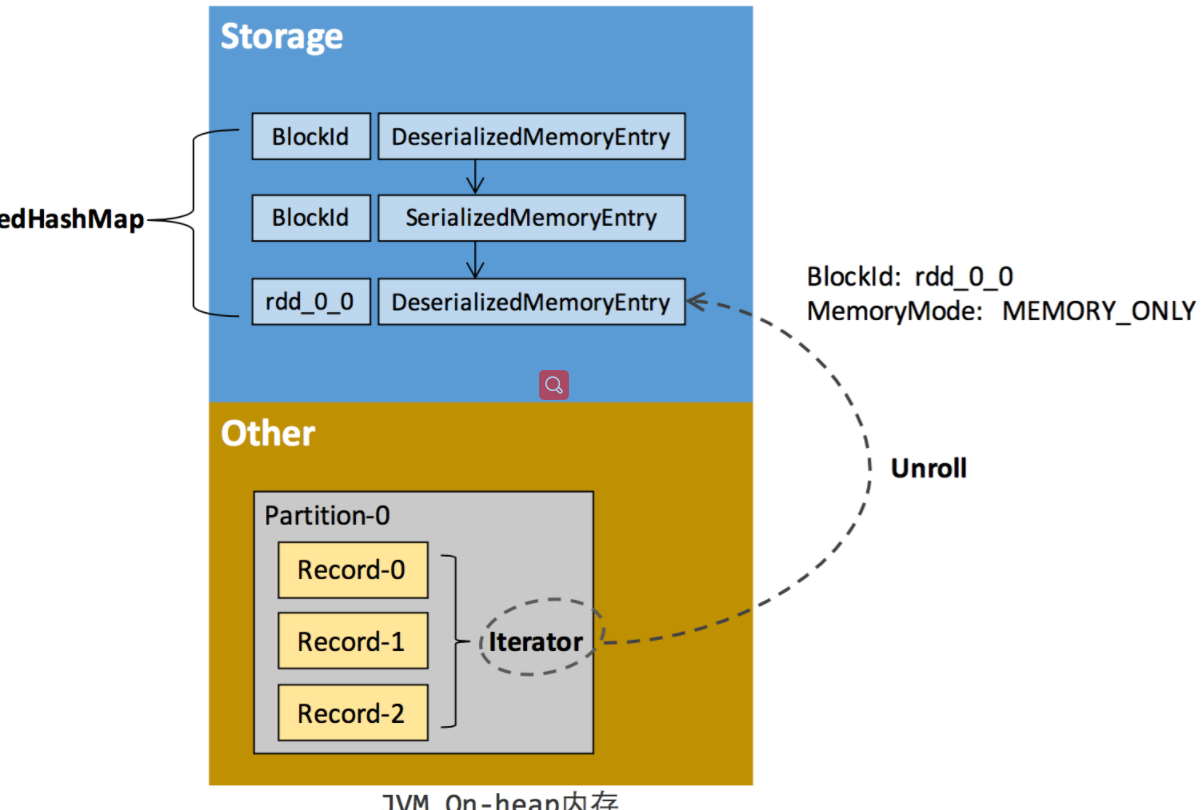 Storage
BlockId
DeserializedMemoryEntry
BlockId
SerializedMemoryEntry
rdd_0_0
DeserializedMemoryEntry
edHashMap
BlockId: rdd_0_0
MemoryMode: MEMORY_ONLY
Other
Unroll
Partition-0
Record-0
Record-1
Record-2
Iterator
JVM On-heap内存